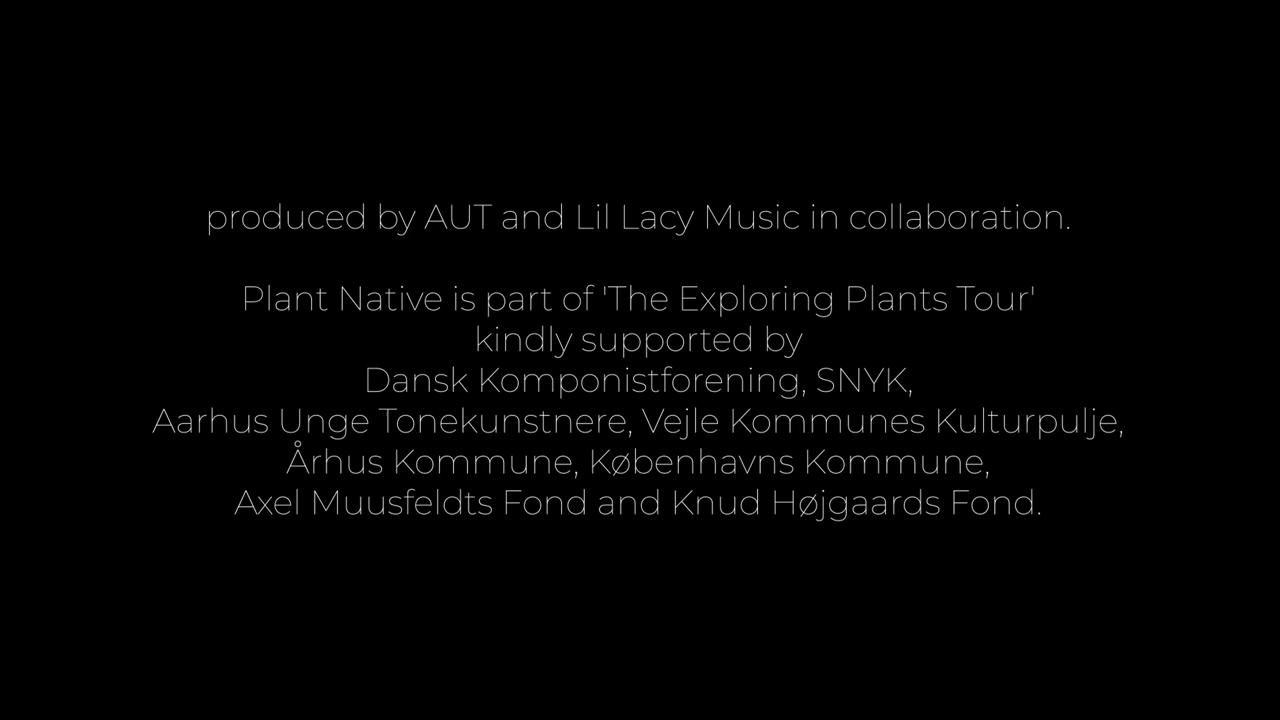 produced by AUT and Lil Lacy Music in collaboration.
Plant Native is part of 'The Exploring Plants Tour'
kindly supported by
Dansk Komponistforening, SNYK,
Aarhus Unge Tonekunstnere, Vejle Kommunes Kulturpulje,
Århus Kommune, Københavns Kommune,
Axel Muusfeldts Fond and Knud Højgaards Fond.